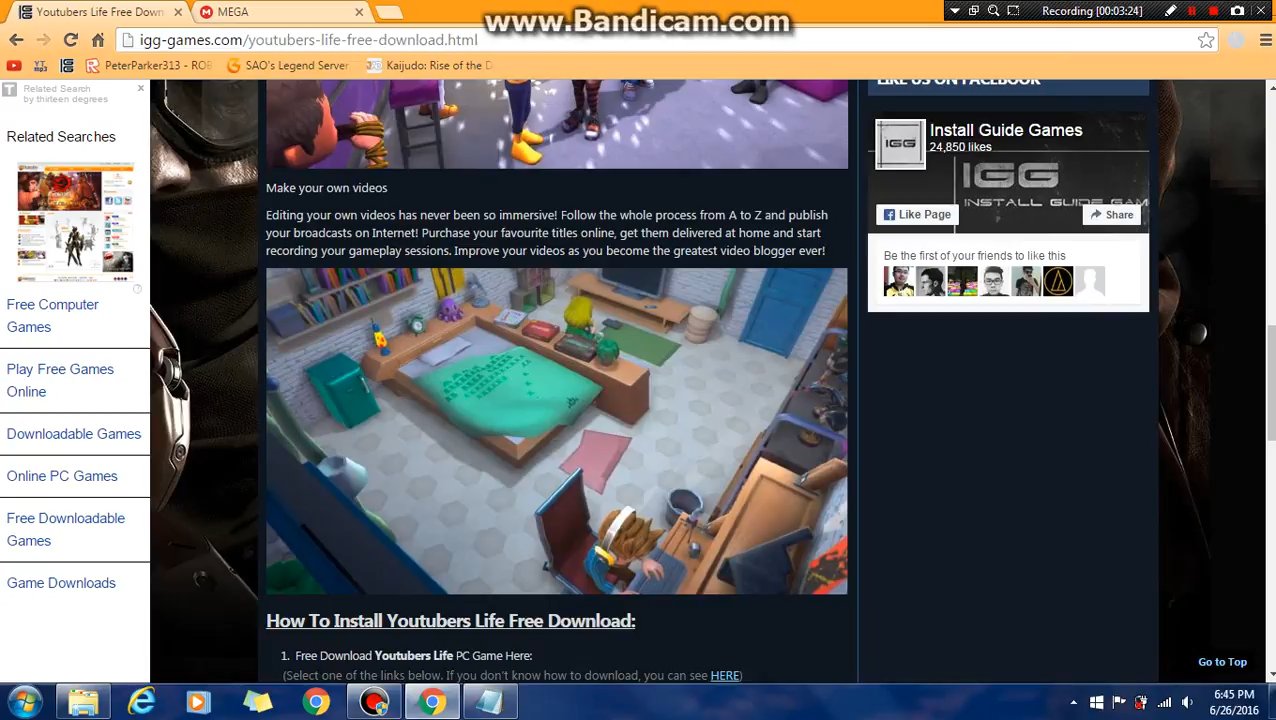 Youtubers Life Free Down
MEGA
www.Bandicam.com
Recording [00:03:24]
igg-games.com/youtubers-life-free-download.html
YT mp3
PeterParker313 - ROB
SAO's Legend Server
Kaijudo: Rise of the D
Related Search
by thirteen degrees
Related Searches
Free Computer
Games
Play Free Games
Online
Downloadable Games
Online PC Games
Free Downloadable
Games
Game Downloads
Make your own videos
Editing your own videos has never been so immersive! Follow the whole process from A to Z and publish
your broadcasts on Internet! Purchase your favourite titles online, get them delivered at home and start
recording your gameplay sessions improve your videos as you become the greatest video blogger ever!
How To Install Youtubers Life Free Download:
1. Free Download Youtubers Life PC Game Here:
(Select one of the links below. If you don't know how to download, you can see HERE)
LIKE US ON FACEBOOK
IGG
Install Guide Games
24,850 likes
IGG
INSTALL GUIDE GAM
Like Page
Share
Be the first of your friends to like this
Go to Top
6:45 PM
6/26/2016